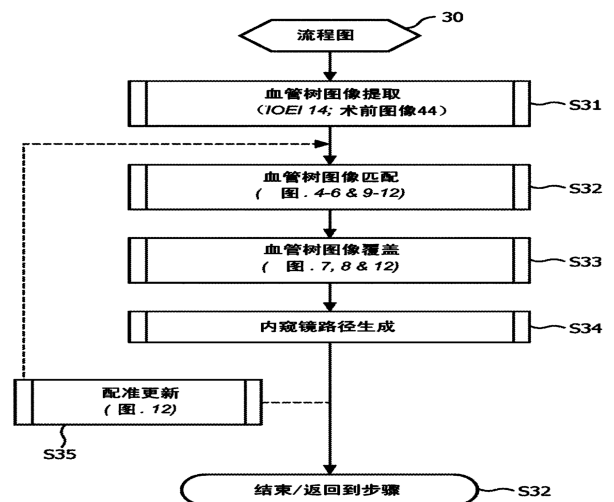 流程图
30
血管树图像提取
（IOEI 14; 术前图像44）
S31
血管树图像匹配
( 图 . 4-6 & 9-12)
S32
血管树图像覆盖
( 图 . 7, 8 & 12)
S33
内窥镜路径生成
S34
配准更新
( 图 . 12)
S35
结束/返回到步骤
S32